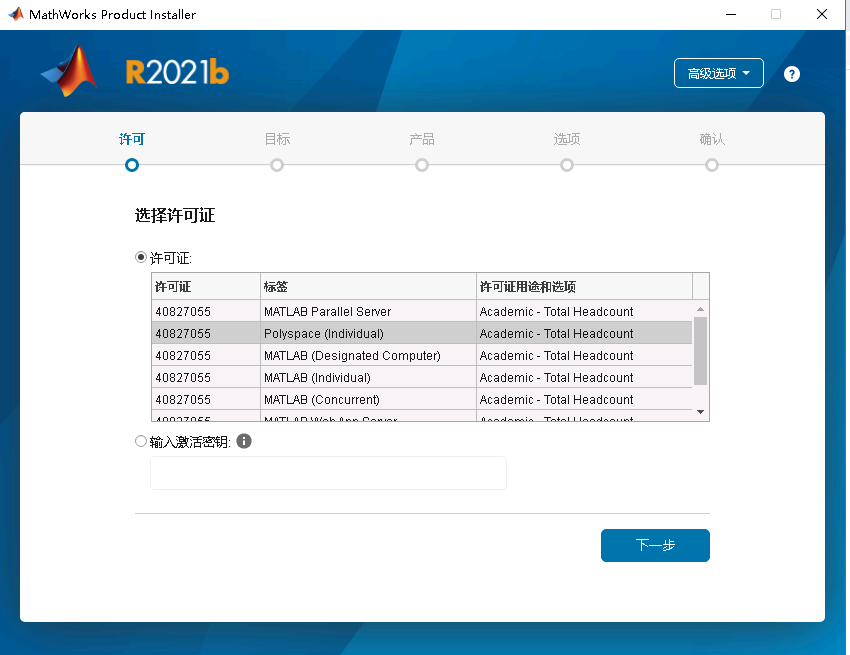 MathWorks Product Installer
R2021b
高级选项
?
许可 目标 产品 选项 确认
选择许可证
许可证:
许可证 标签 许可证用途和选项
40827055 MATLAB Parallel Server Academic - Total Headcount
40827055 Polyspace (Individual) Academic - Total Headcount
40827055 MATLAB (Designated Computer) Academic - Total Headcount
40827055 MATLAB (Individual) Academic - Total Headcount
40827055 MATLAB (Concurrent) Academic - Total Headcount
40827055 MATLAB Web App Server Academic - Total Headcount
输入激活密钥:
下一步